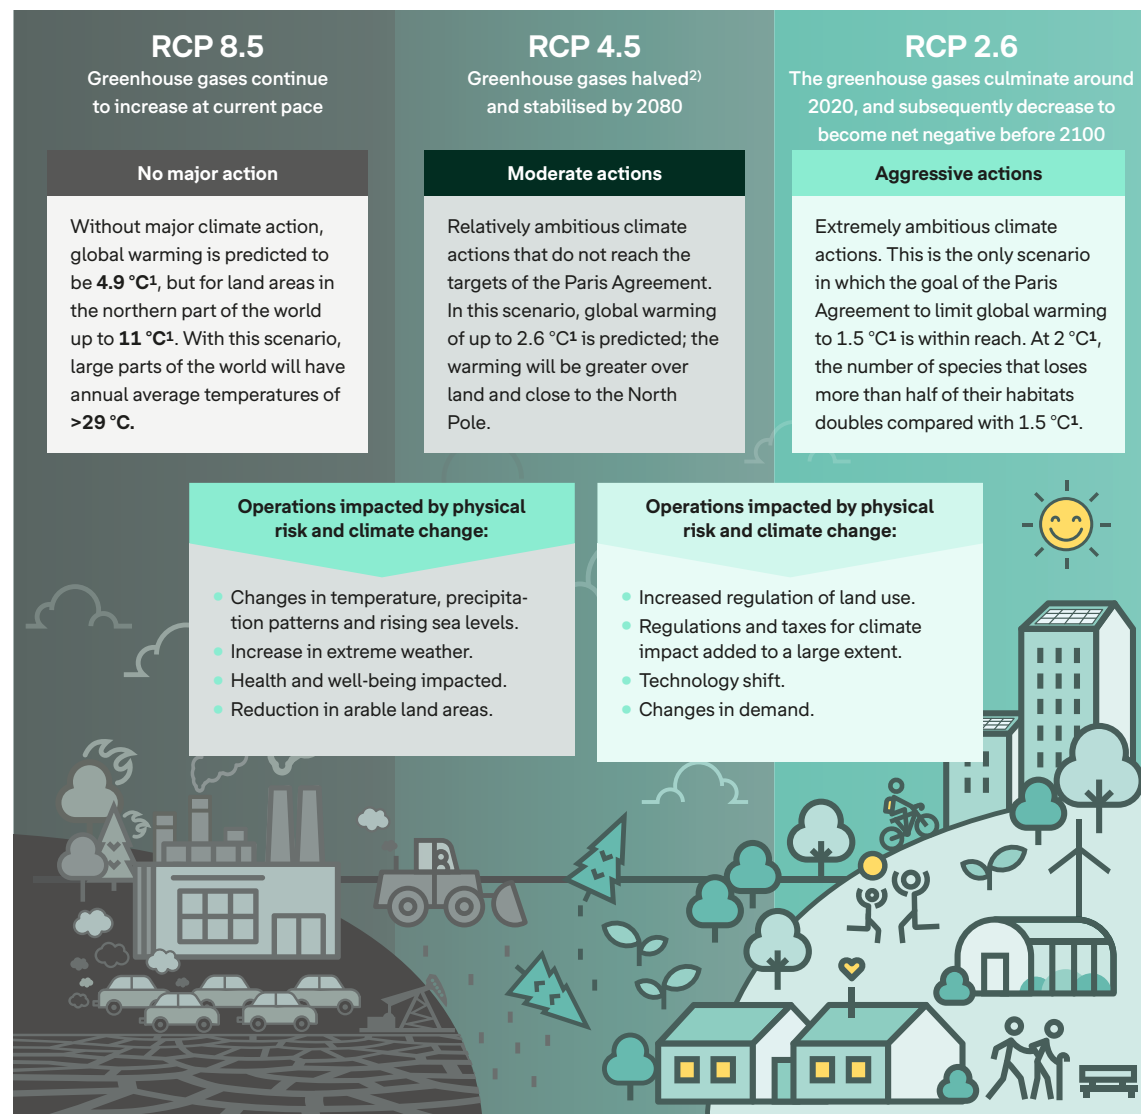 RCP 8.5
Greenhouse gases continue
to increase at current pace
No major action
Without major climate action,
global warming is predicted to
be 4.9 °C¹, but for land areas in
the northern part of the world
up to 11 °C¹. With this scenario,
large parts of the world will have
annual average temperatures of
>29 °C.
RCP 4.5
Greenhouse gases halved²⁾
and stabilised by 2080
Moderate actions
Relatively ambitious climate
actions that do not reach the
targets of the Paris Agreement.
In this scenario, global warming
of up to 2.6 °C¹ is predicted; the
warming will be greater over
land and close to the North
Pole.
RCP 2.6
The greenhouse gases culminate around
2020, and subsequently decrease to
become net negative before 2100
Aggressive actions
Extremely ambitious climate
actions. This is the only scenario
in which the goal of the Paris
Agreement to limit global warming
to 1.5 °C¹ is within reach. At 2 °C¹,
the number of species that loses
more than half of their habitats
doubles compared with 1.5 °C¹.
Operations impacted by physical
risk and climate change:
• Changes in temperature, precipita-
tion patterns and rising sea levels.
• Increase in extreme weather.
• Health and well-being impacted.
• Reduction in arable land areas.
Operations impacted by physical
risk and climate change:
• Increased regulation of land use.
• Regulations and taxes for climate
impact added to a large extent.
• Technology shift.
• Changes in demand.